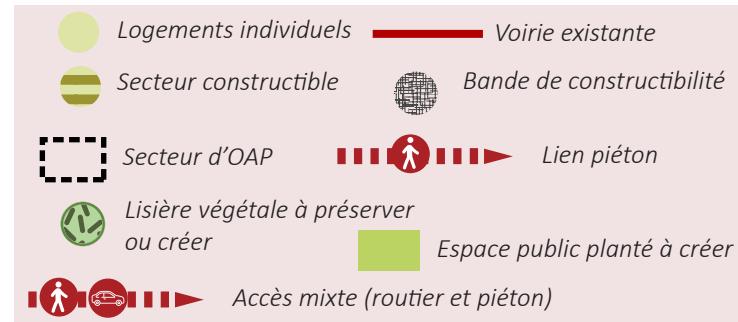 Logements individuels
Voirie existante
Secteur constructible
Bande de constructibilité
Secteur d'OAP
Lien piéton
Lisière végétale à préserver
ou créer
Espace public planté à créer
Accès mixte (routier et piéton)